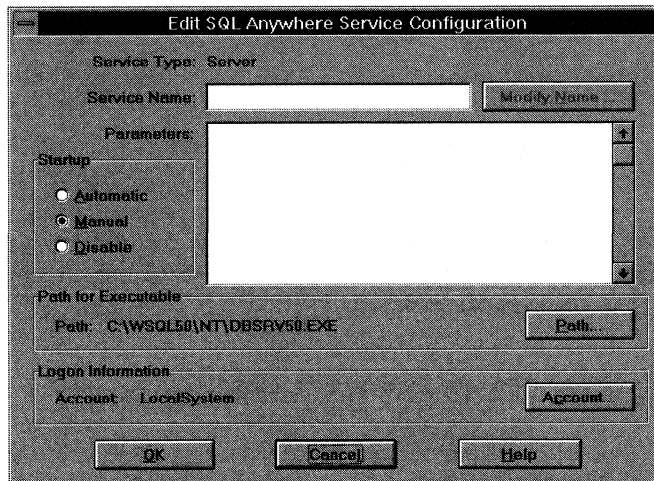 Edit SQL Anywhere Service Configuration
Service Type: Server
Service Name:
Modify Name ...
Parameters:
Startup
Automatic
Manual
Disable
Path for Executable
Path: C:\WSQL50\NT\DBSRV50.EXE
Path...
Logon Information
Account: LocalSystem
Account...
OK
Cancel
Help